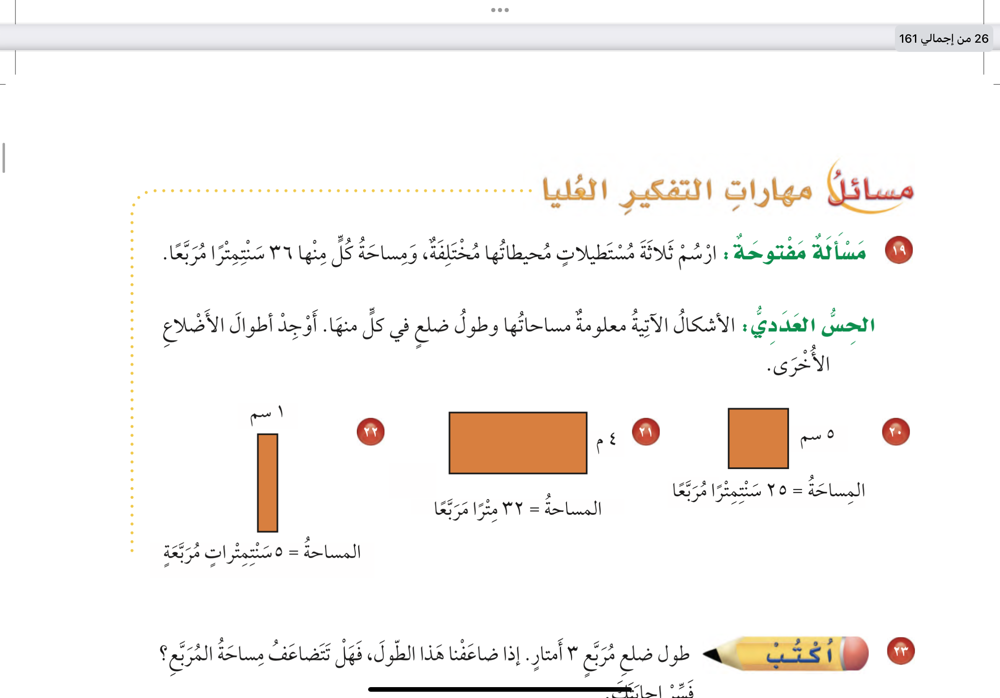 26 من إجمالي 161
مسائلُ مهاراتِ التفكيرِ العُليا
١٩ مَسْأَلَةٌ مَفْتوحَةٌ: ارْسُمْ ثَلاثَةَ مُسْتَطيلاتٍ مُحيطاتُها مُخْتَلِفَةٌ، وَمِساحَةُ كُلٍّ مِنْها ٣٦ سَنْتِمِتْرًا مُرَبَّعًا.
الحِسُّ العَدَدِيُّ: الأشكالُ الآتِيةُ معلومةٌ مساحاتُها وطولُ ضلعٍ في كلٍّ منهَا. أَوْجِدْ أطوالَ الأَضْلاعِ
الأُخْرَى.
٢٠ ٥ سم
المِساحَةُ = ٢٥ سَنْتِمِتْرًا مُرَبَّعًا
٢١ ٤ م
المساحةُ = ٣٢ مِتْرًا مَرَبَّعًا
٢٢ ١ سم
المساحةُ = ٥ سَنْتِمِتْراتٍ مُرَبَّعَةٍ
٢٣ اُكْتُبْ طول ضلعِ مُرَبَّعٍ ٣ أَمتارٍ. إذا ضاعَفْنا هَذا الطّولَ، فَهَلْ تَتَضاعَفُ مِساحَةُ المُرَبَّعِ؟
فَسِّرْ إجابَتَكَ.